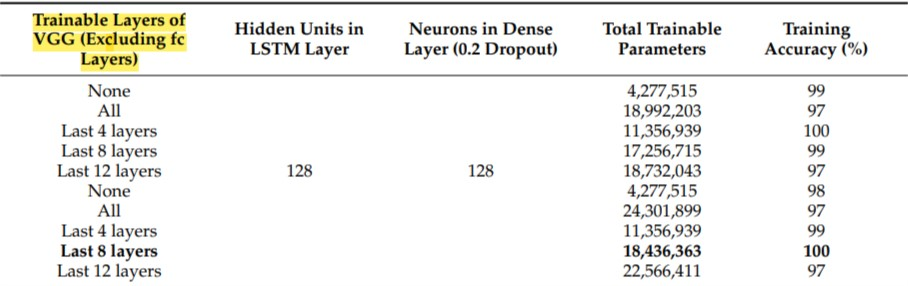 Trainable Layers of VGG (Excluding fc Layers) Hidden Units in LSTM Layer Neurons in Dense Layer (0.2 Dropout) Total Trainable Parameters Training Accuracy (%)
None 4,277,515 99
All 18,992,203 97
Last 4 layers 11,356,939 100
Last 8 layers 17,256,715 99
Last 12 layers 128 128 18,732,043 97
None 4,277,515 98
All 24,301,899 97
Last 4 layers 11,356,939 99
Last 8 layers 18,436,363 100
Last 12 layers 22,566,411 97